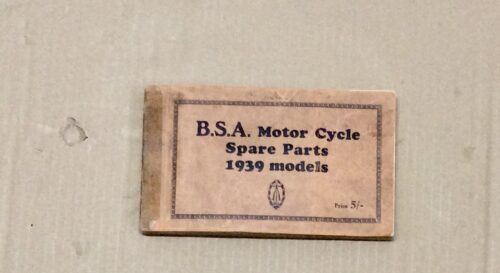 B.S.A. Motor Cycle
Spare Parts
1939 models
Price 5/-